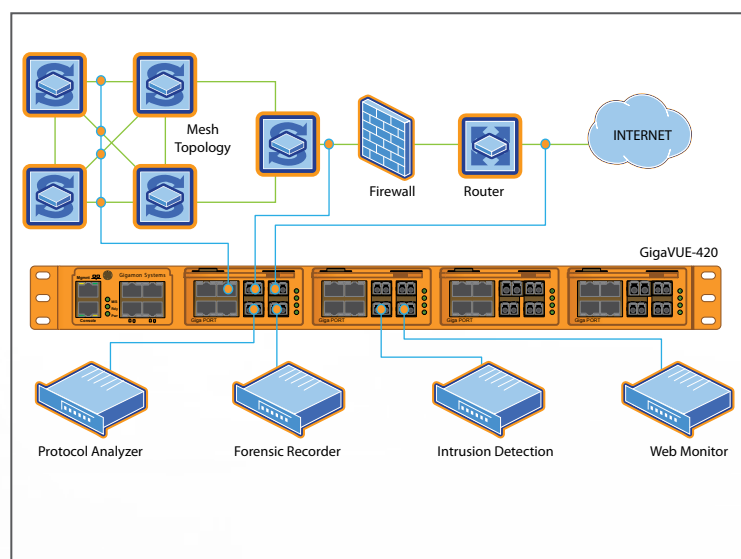 Mesh
Topology
Firewall
Router
INTERNET
GigaVUE-420
Mgmnt
Gigamon Systems
Console
Giga PORT
Giga PORT
Giga PORT
Giga PORT
Protocol Analyzer
Forensic Recorder
Intrusion Detection
Web Monitor